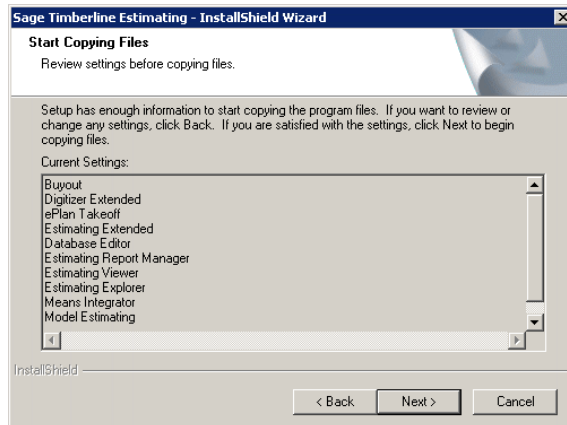 Sage Timberline Estimating - InstallShield Wizard
Start Copying Files
Review settings before copying files.
Setup has enough information to start copying the program files. If you want to review or
change any settings, click Back. If you are satisfied with the settings, click Next to begin
copying files.
Current Settings:
Buyout
Digitizer Extended
ePlan Takeoff
Estimating Extended
Database Editor
Estimating Report Manager
Estimating Viewer
Estimating Explorer
Means Integrator
Model Estimating
InstallShield
< Back Next > Cancel